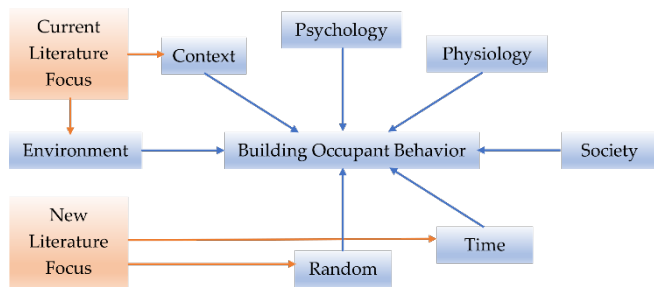 Current
Literature
Focus
Psychology
Context
Physiology
Environment
Building Occupant Behavior
Society
New
Literature
Focus
Time
Random